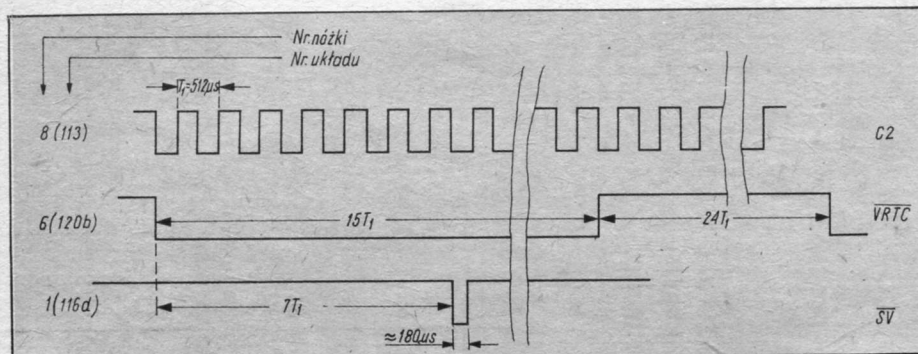 Nr. nóżki
Nr. układu
T₁=512µs
8 (113)
C2
6(120b)
15T₁
24T₁
VRTC
1(116d)
7T₁
≈180µs
SV